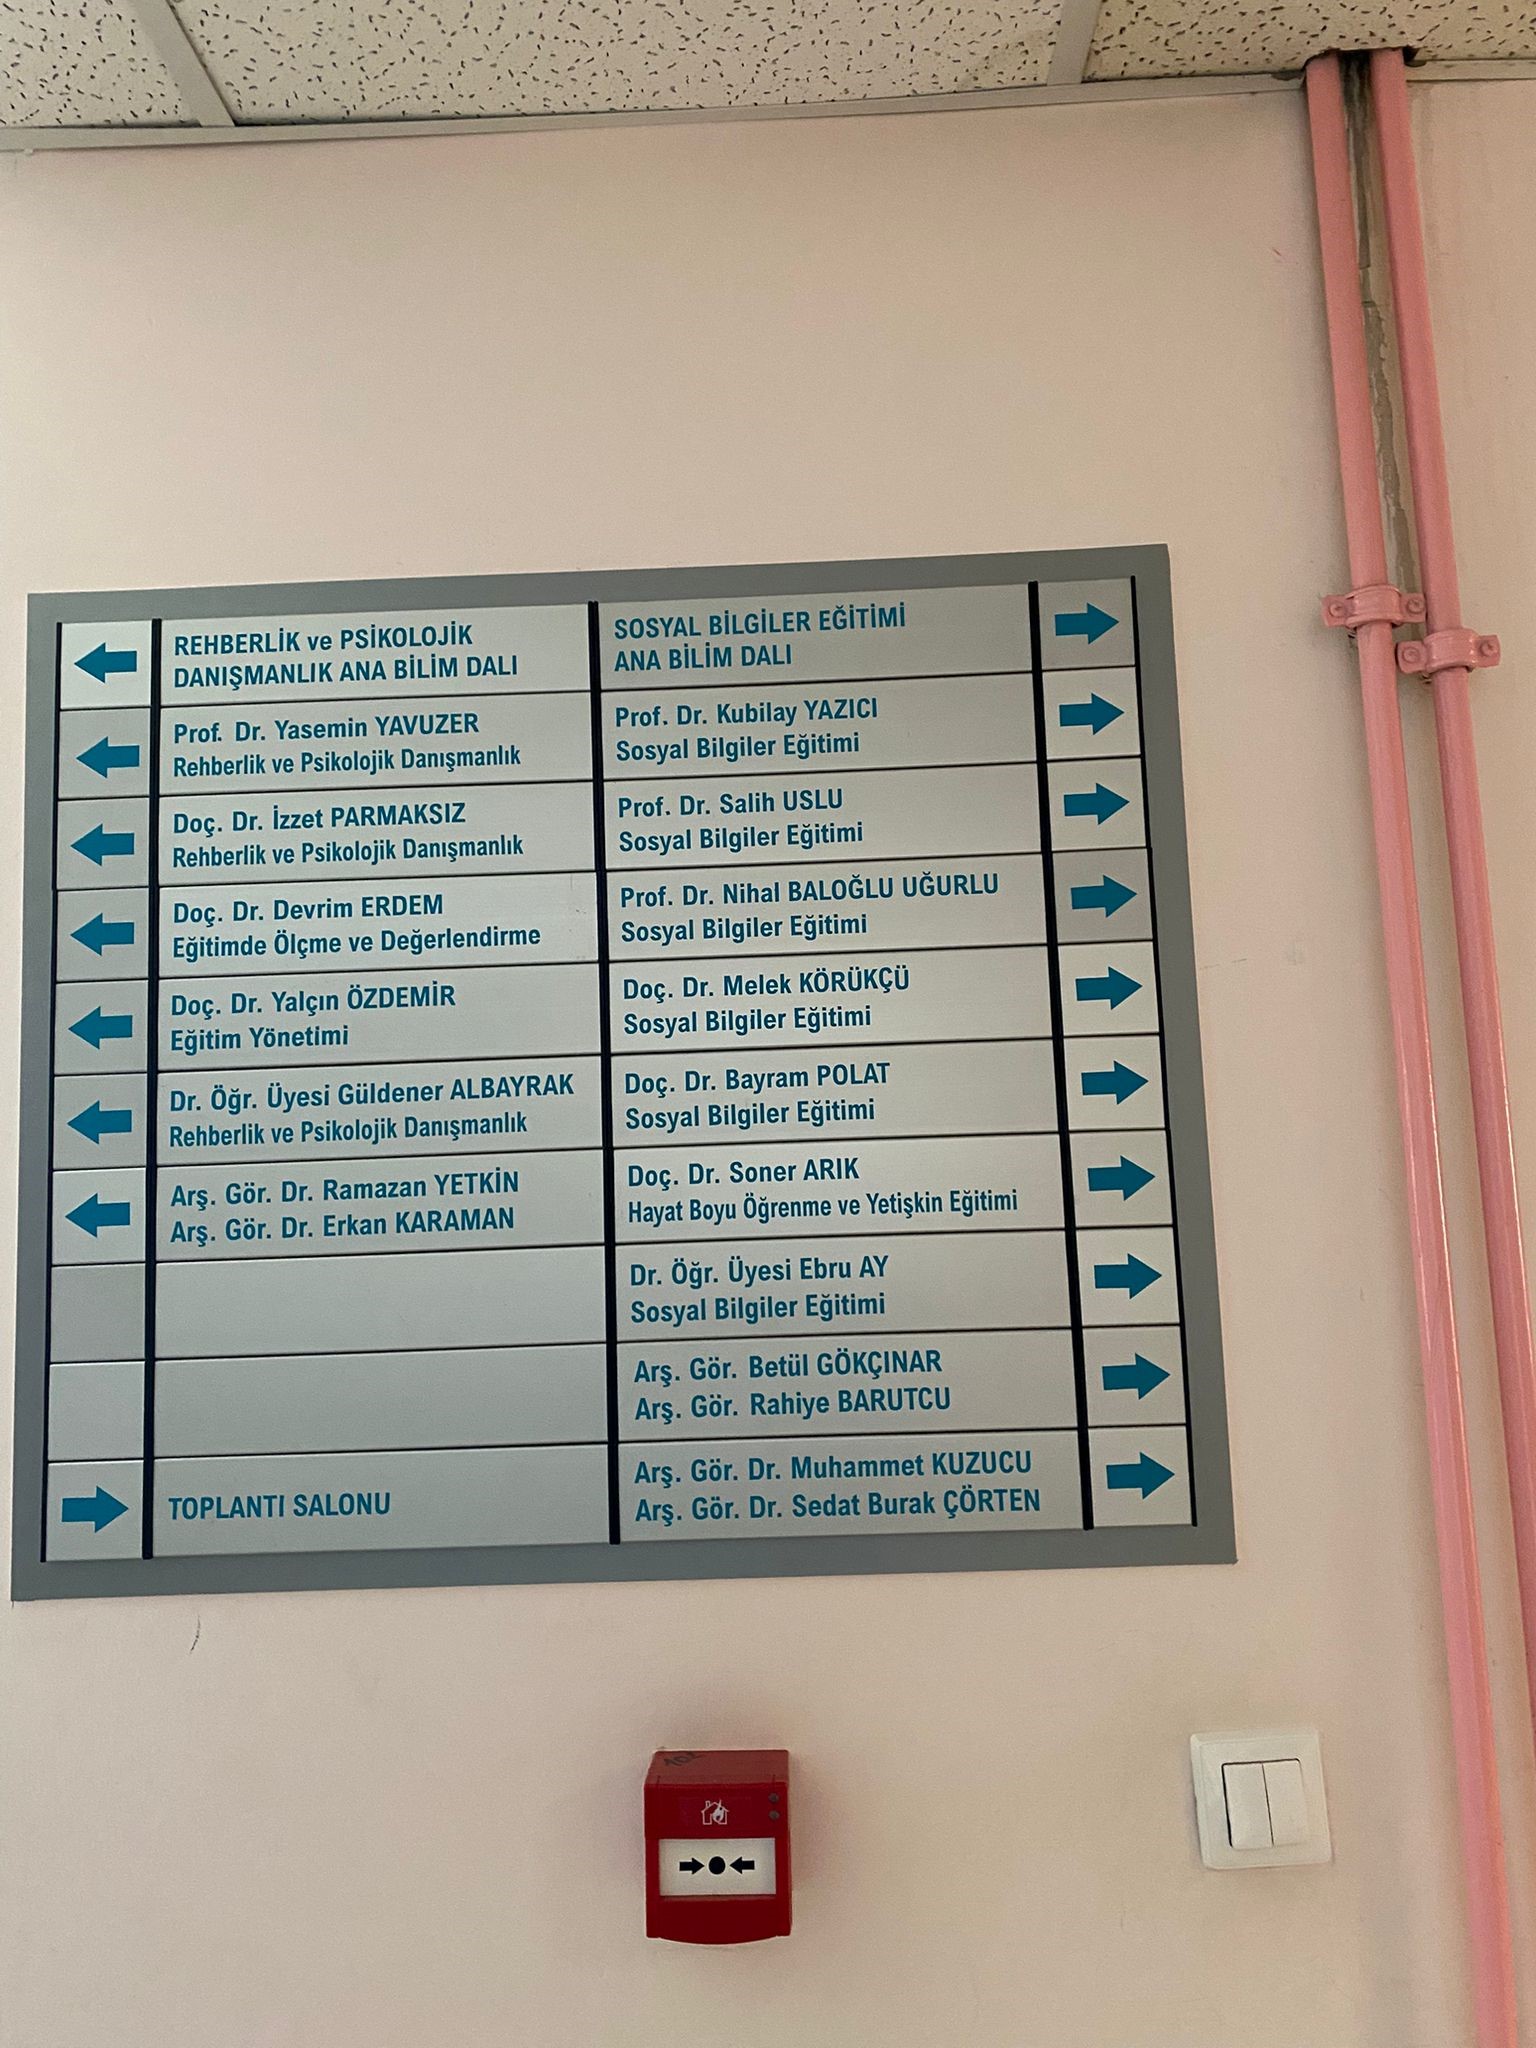 REHBERLİK ve PSİKOLOJİK
DANIŞMANLIK ANA BİLİM DALI
Prof. Dr. Yasemin YAVUZER
Rehberlik ve Psikolojik Danışmanlık
Doç. Dr. İzzet PARMAKSIZ
Rehberlik ve Psikolojik Danışmanlık
Doç. Dr. Devrim ERDEM
Eğitimde Ölçme ve Değerlendirme
Doç. Dr. Yalçın ÖZDEMİR
Eğitim Yönetimi
Dr. Öğr. Üyesi Güldener ALBAYRAK
Rehberlik ve Psikolojik Danışmanlık
Arş. Gör. Dr. Ramazan YETKİN
Arş. Gör. Dr. Erkan KARAMAN
TOPLANTI SALONU
SOSYAL BİLGİLER EĞİTİMİ
ANA BİLİM DALI
Prof. Dr. Kubilay YAZICI
Sosyal Bilgiler Eğitimi
Prof. Dr. Salih USLU
Sosyal Bilgiler Eğitimi
Prof. Dr. Nihal BALOĞLU UĞURLU
Sosyal Bilgiler Eğitimi
Doç. Dr. Melek KÖRÜKÇÜ
Sosyal Bilgiler Eğitimi
Doç. Dr. Bayram POLAT
Sosyal Bilgiler Eğitimi
Doç. Dr. Soner ARIK
Hayat Boyu Öğrenme ve Yetişkin Eğitimi
Dr. Öğr. Üyesi Ebru AY
Sosyal Bilgiler Eğitimi
Arş. Gör. Betül GÖKÇINAR
Arş. Gör. Rahiye BARUTCU
Arş. Gör. Dr. Muhammet KUZUCU
Arş. Gör. Dr. Sedat Burak ÇÖRTEN